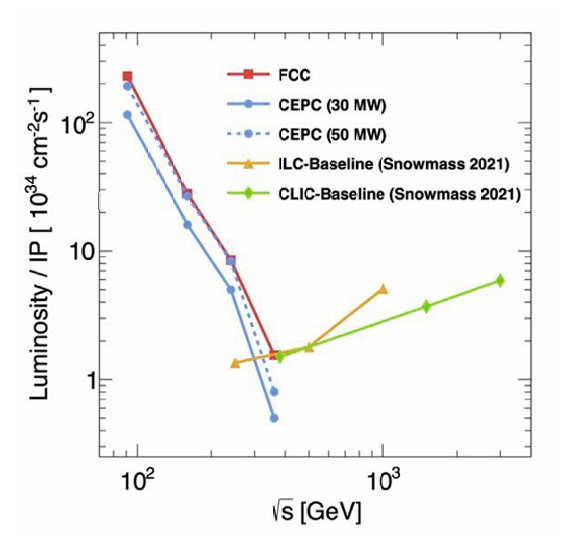 FCC
CEPC (30 MW)
CEPC (50 MW)
ILC-Baseline (Snowmass 2021)
CLIC-Baseline (Snowmass 2021)
Luminosity / IP [ 10³⁴ cm⁻²s⁻¹]
10²
10
1
10²
10³
√s [GeV]